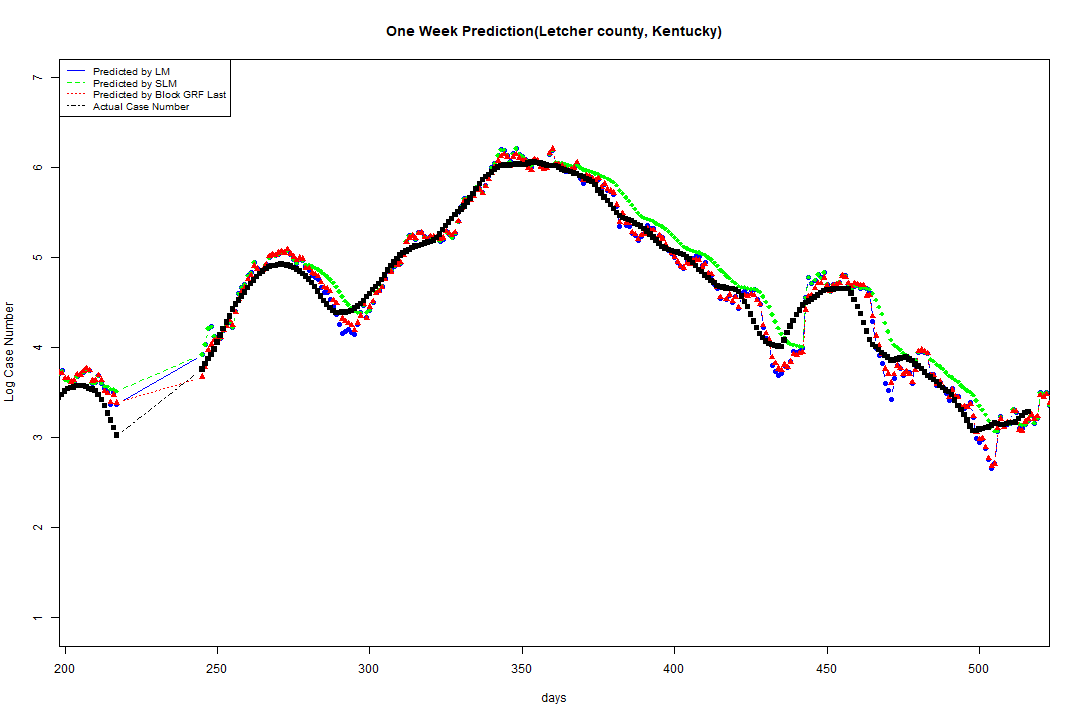 One Week Prediction(Letcher county, Kentucky)
Predicted by LM
Predicted by SLM
Predicted by Block GRF Last
Actual Case Number
7
6
5
4
3
2
1
Log Case Number
200 250 300 350 400 450 500
days